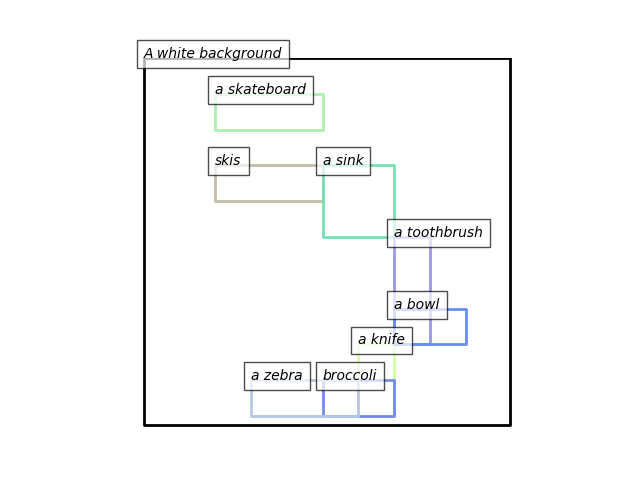 A white background
a skateboard
skis
a sink
a toothbrush
a bowl
a knife
a zebra
broccoli